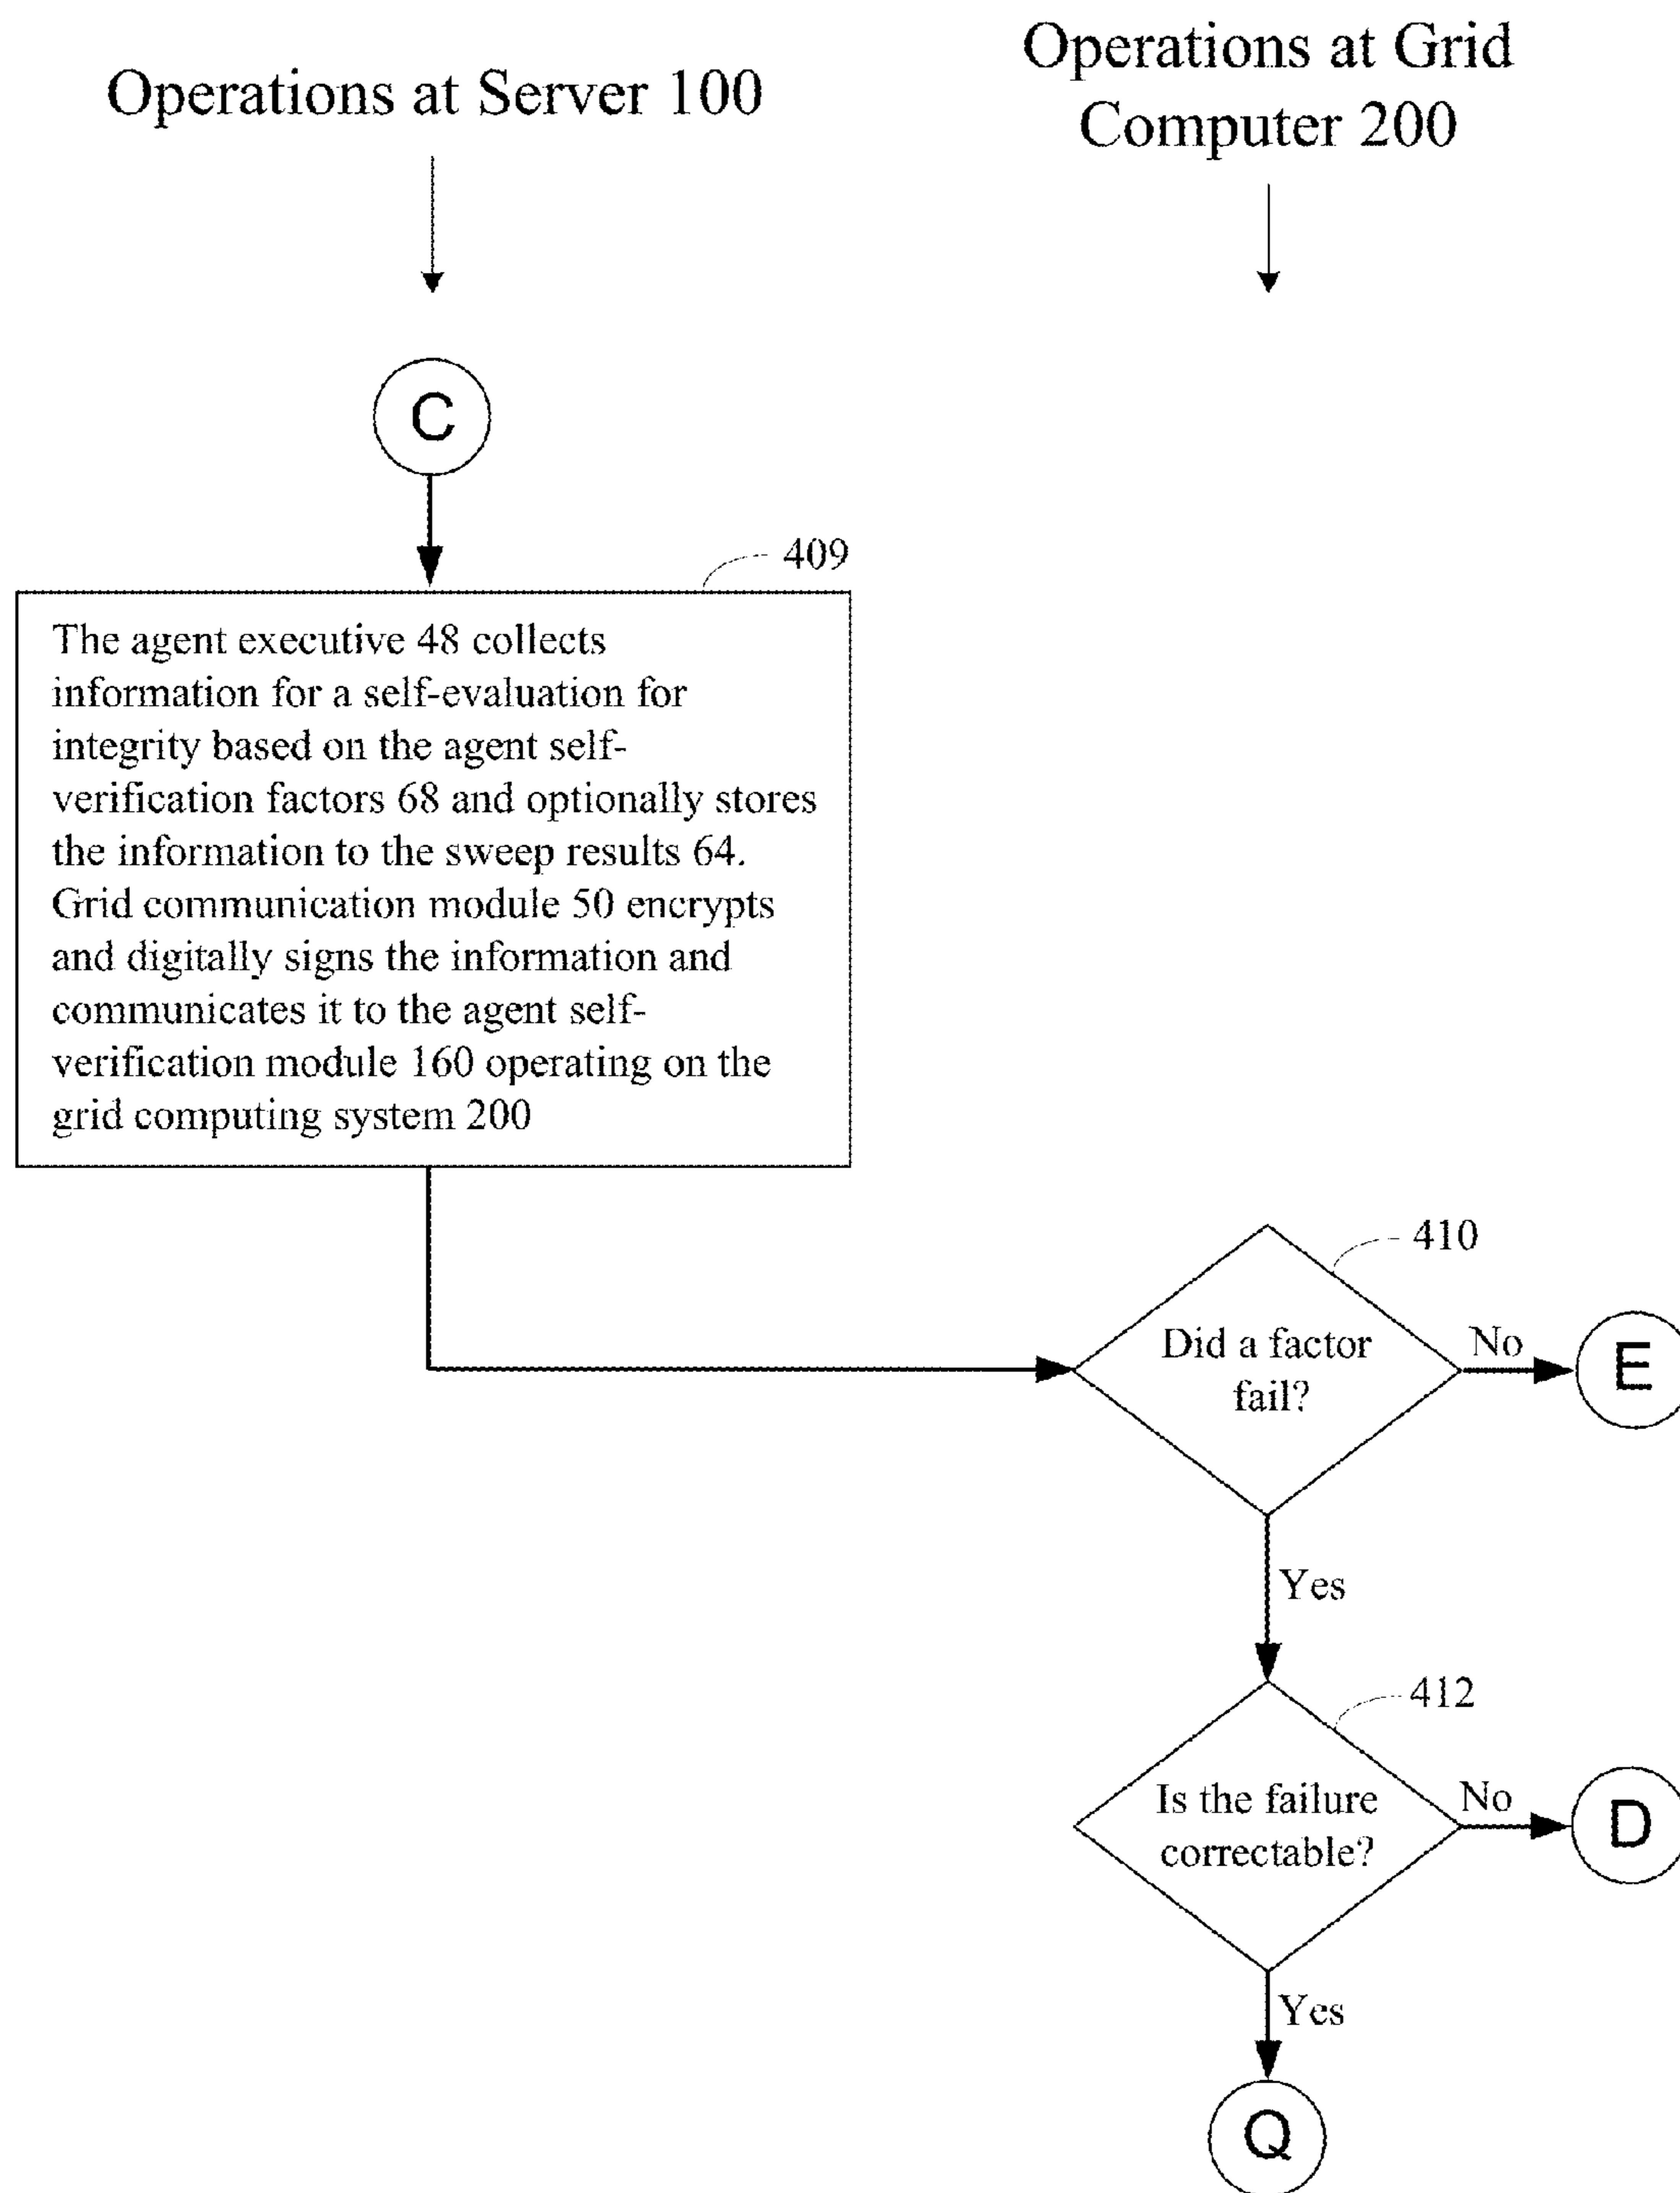 Operations at Server 100
Operations at Grid
Computer 200
C
409
The agent executive 48 collects
information for a self-evaluation for
integrity based on the agent self-
verification factors 68 and optionally stores
the information to the sweep results 64.
Grid communication module 50 encrypts
and digitally signs the information and
communicates it to the agent self-
verification module 160 operating on the
grid computing system 200
410
Did a factor
fail?
No
E
Yes
412
Is the failure
correctable?
No
D
Yes
Q